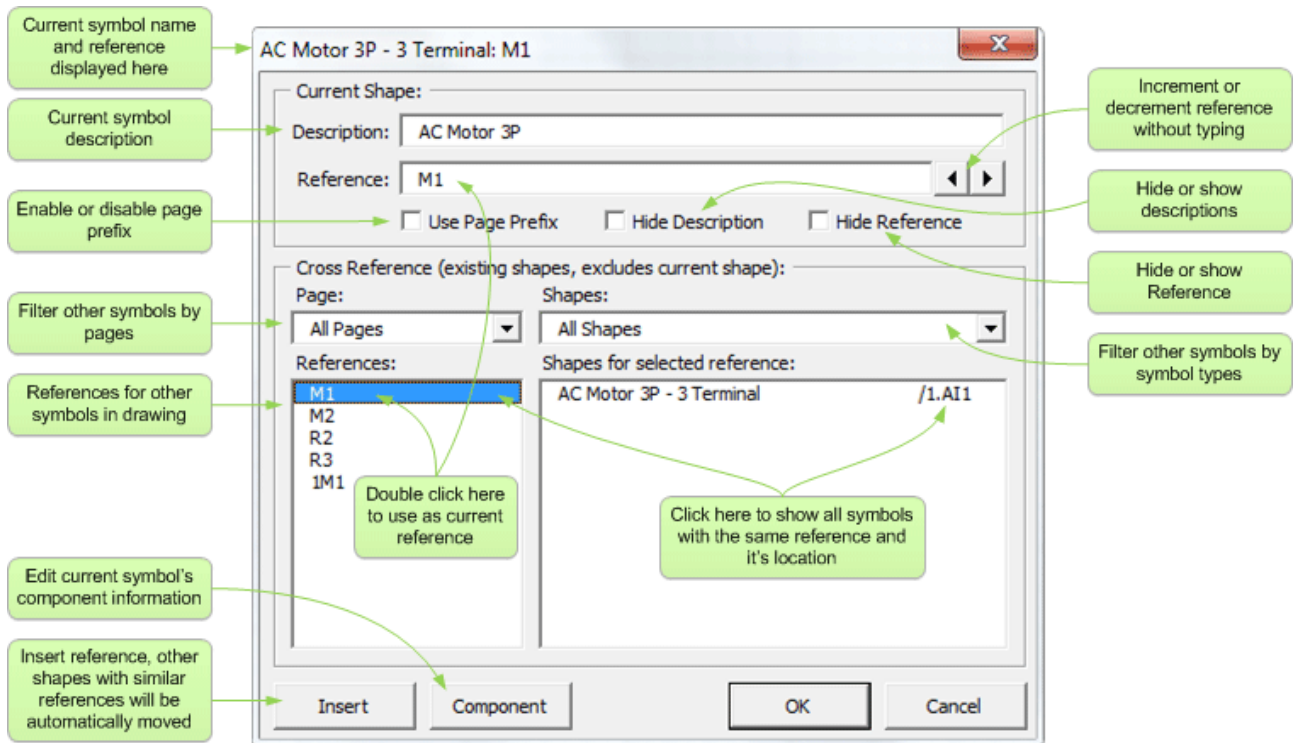 Current symbol name
and reference
displayed here
AC Motor 3P - 3 Terminal: M1
Current Shape:
Current symbol
description
Description:
AC Motor 3P
Increment or
decrement reference
without typing
Reference:
M1
Enable or disable page
prefix
Use Page Prefix
Hide Description
Hide Reference
Hide or show
descriptions
Cross Reference (existing shapes, excludes current shape):
Hide or show
Reference
Page:
Shapes:
Filter other symbols by
pages
All Pages
All Shapes
Filter other symbols by
symbol types
References:
Shapes for selected reference:
References for other
symbols in drawing
M1
M2
R2
R3
1M1
AC Motor 3P - 3 Terminal /1.AI1
Double click here
to use as current
reference
Click here to show all symbols
with the same reference and
it's location
Edit current symbol's
component information
Insert reference, other
shapes with similar
references will be
automatically moved
Insert
Component
OK
Cancel